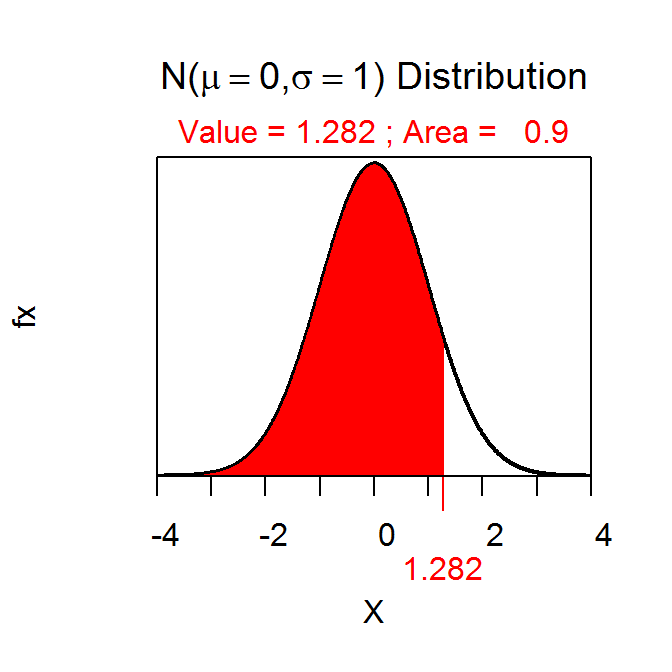 N(μ = 0,σ = 1) Distribution
Value = 1.282 ; Area =   0.9
fx
-4 -2 0 2 4
1.282
X